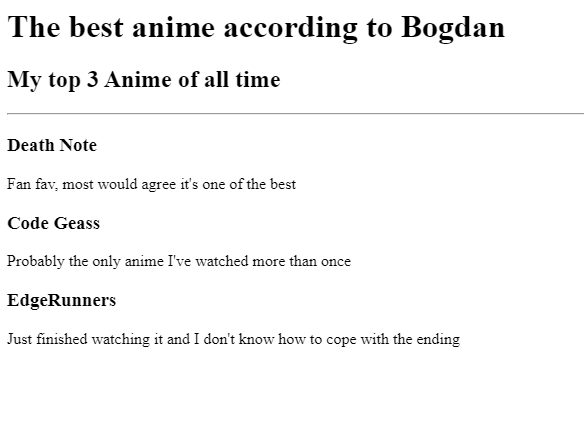 The best anime according to Bogdan
My top 3 Anime of all time
Death Note
Fan fav, most would agree it's one of the best
Code Geass
Probably the only anime I've watched more than once
EdgeRunners
Just finished watching it and I don't know how to cope with the ending